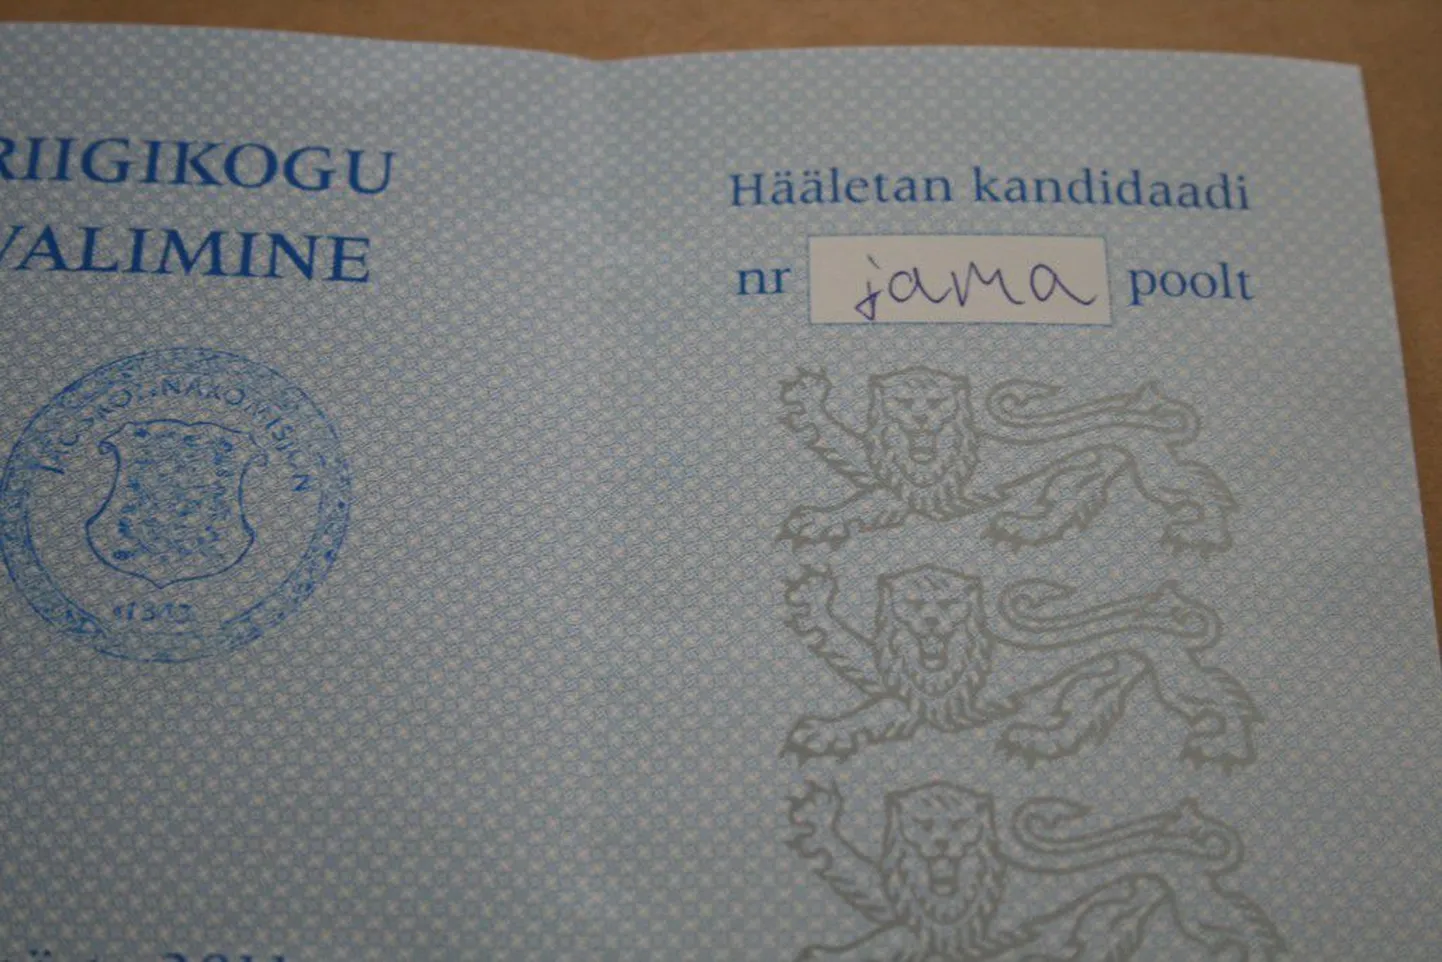 RIIGIKOGU
VALIMINE
Hääletan kandidaadi
nr jama poolt